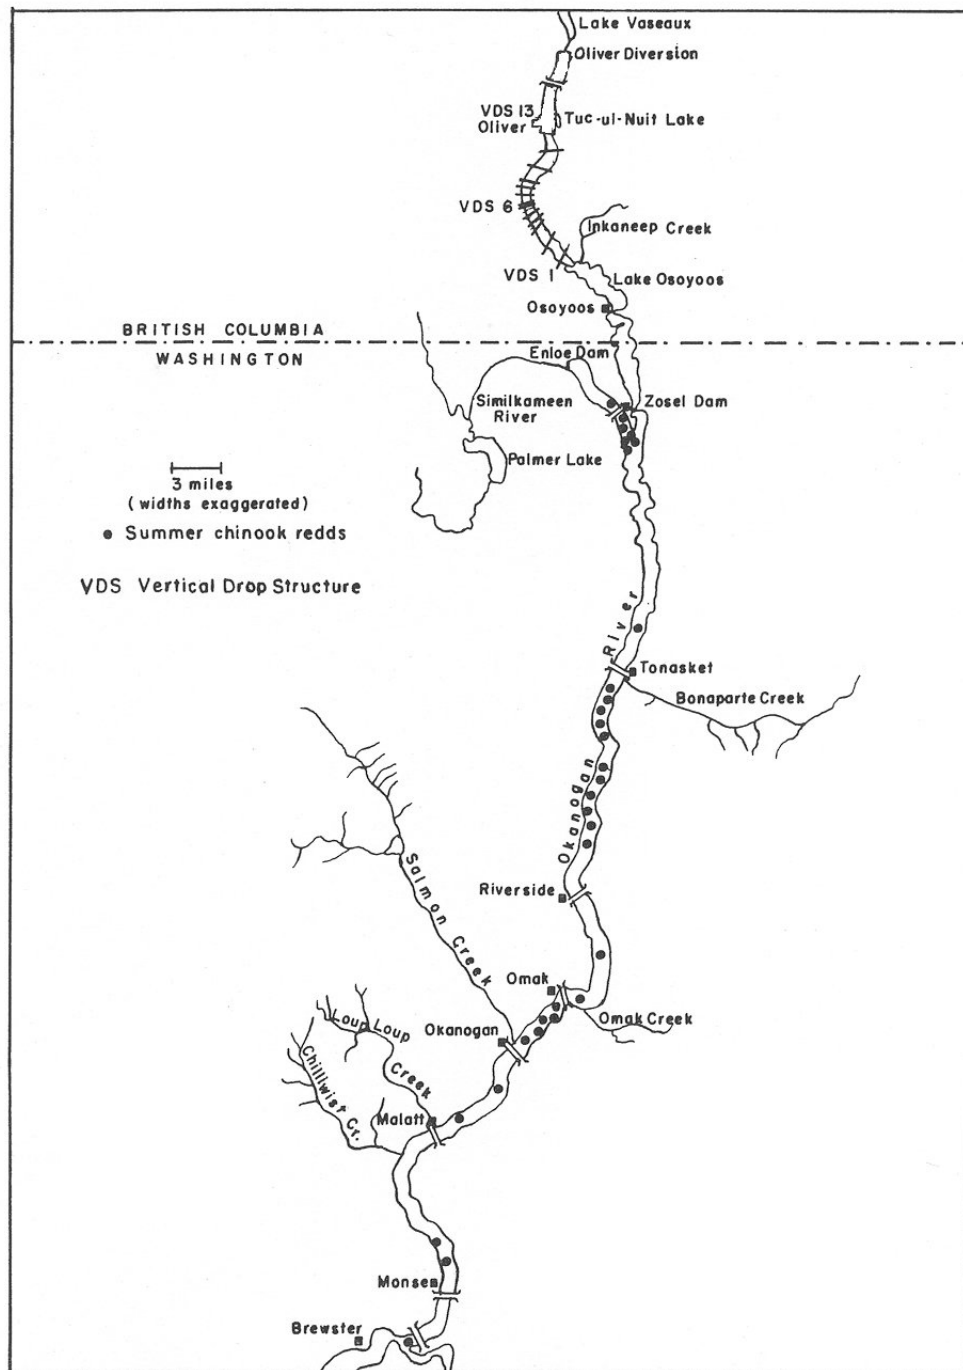 Lake Vaseaux
Oliver Diversion
VDS 13
Oliver
Tuc-ul-Nuit Lake
VDS 6
Inkaneep Creek
VDS 1
Lake Osoyoos
Osoyoos
BRITISH COLUMBIA
WASHINGTON
Enloe Dam
Similkameen
River
Zosel Dam
Palmer Lake
3 miles
(widths exaggerated)
Summer chinook redds
VDS Vertical Drop Structure
Okanogan River
Tonasket
Bonaparte Creek
Salmon Creek
Riverside
Omak
Omak Creek
Okanogan
Loup Loup Creek
Chilliwist Cr.
Malatt
Monse
Brewster